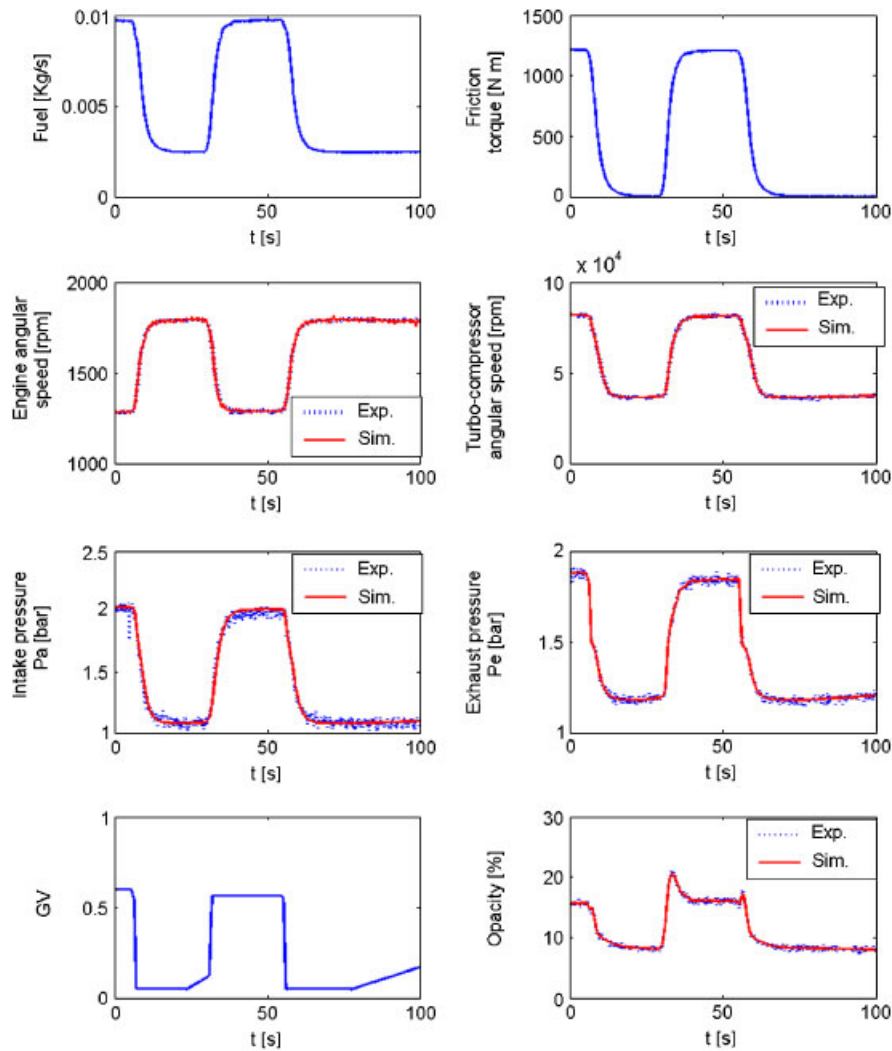 Fuel [Kg/s]
0.01
0.005
0
0
50
100
t [s]
Friction
torque [N m]
1500
1000
500
0
0
50
100
t [s]
Engine angular
speed [rpm]
2000
1500
1000
Exp.
Sim.
0
50
100
t [s]
Turbo-compressor
angular speed [rpm]
x 10^4
10
5
0
Exp.
Sim.
0
50
100
t [s]
Intake pressure
Pa [bar]
2.5
2
1.5
1
Exp.
Sim.
0
50
100
t [s]
Exhaust pressure
Pe [bar]
2
1.5
1
Exp.
Sim.
0
50
100
t [s]
GV
1
0.5
0
0
50
100
t [s]
Opacity [%]
30
20
10
0
Exp.
Sim.
0
50
100
t [s]